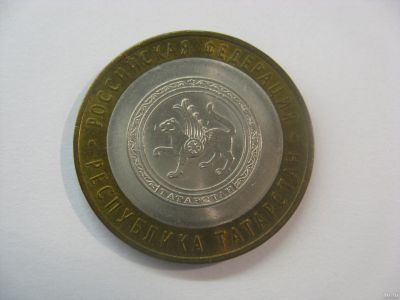 РОССИЙСКАЯ ФЕДЕРАЦИЯ
РЕСПУБЛИКА ТАТАРСТАН
ТАТАРСТАН